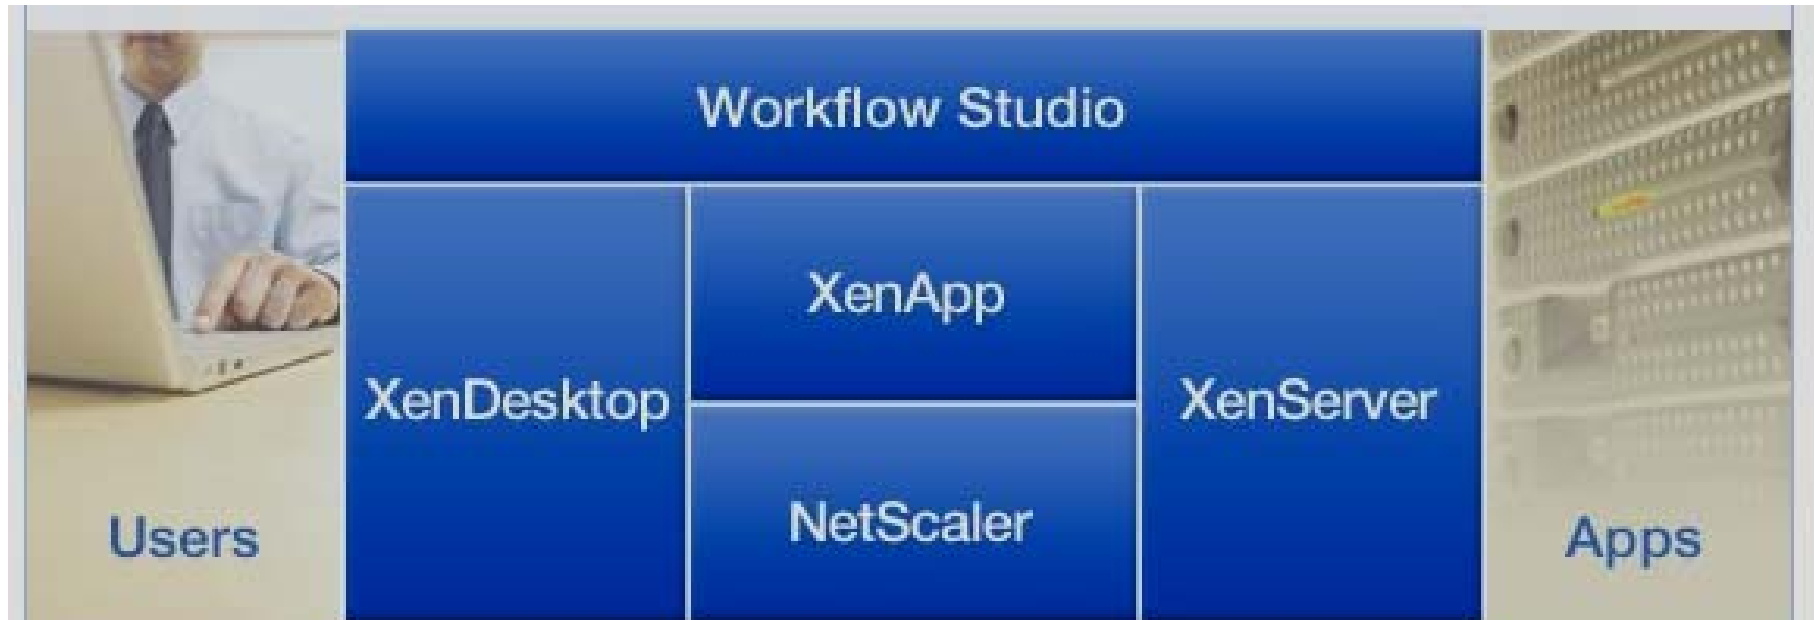 Workflow Studio
XenApp
XenDesktop
XenServer
NetScaler
Users
Apps